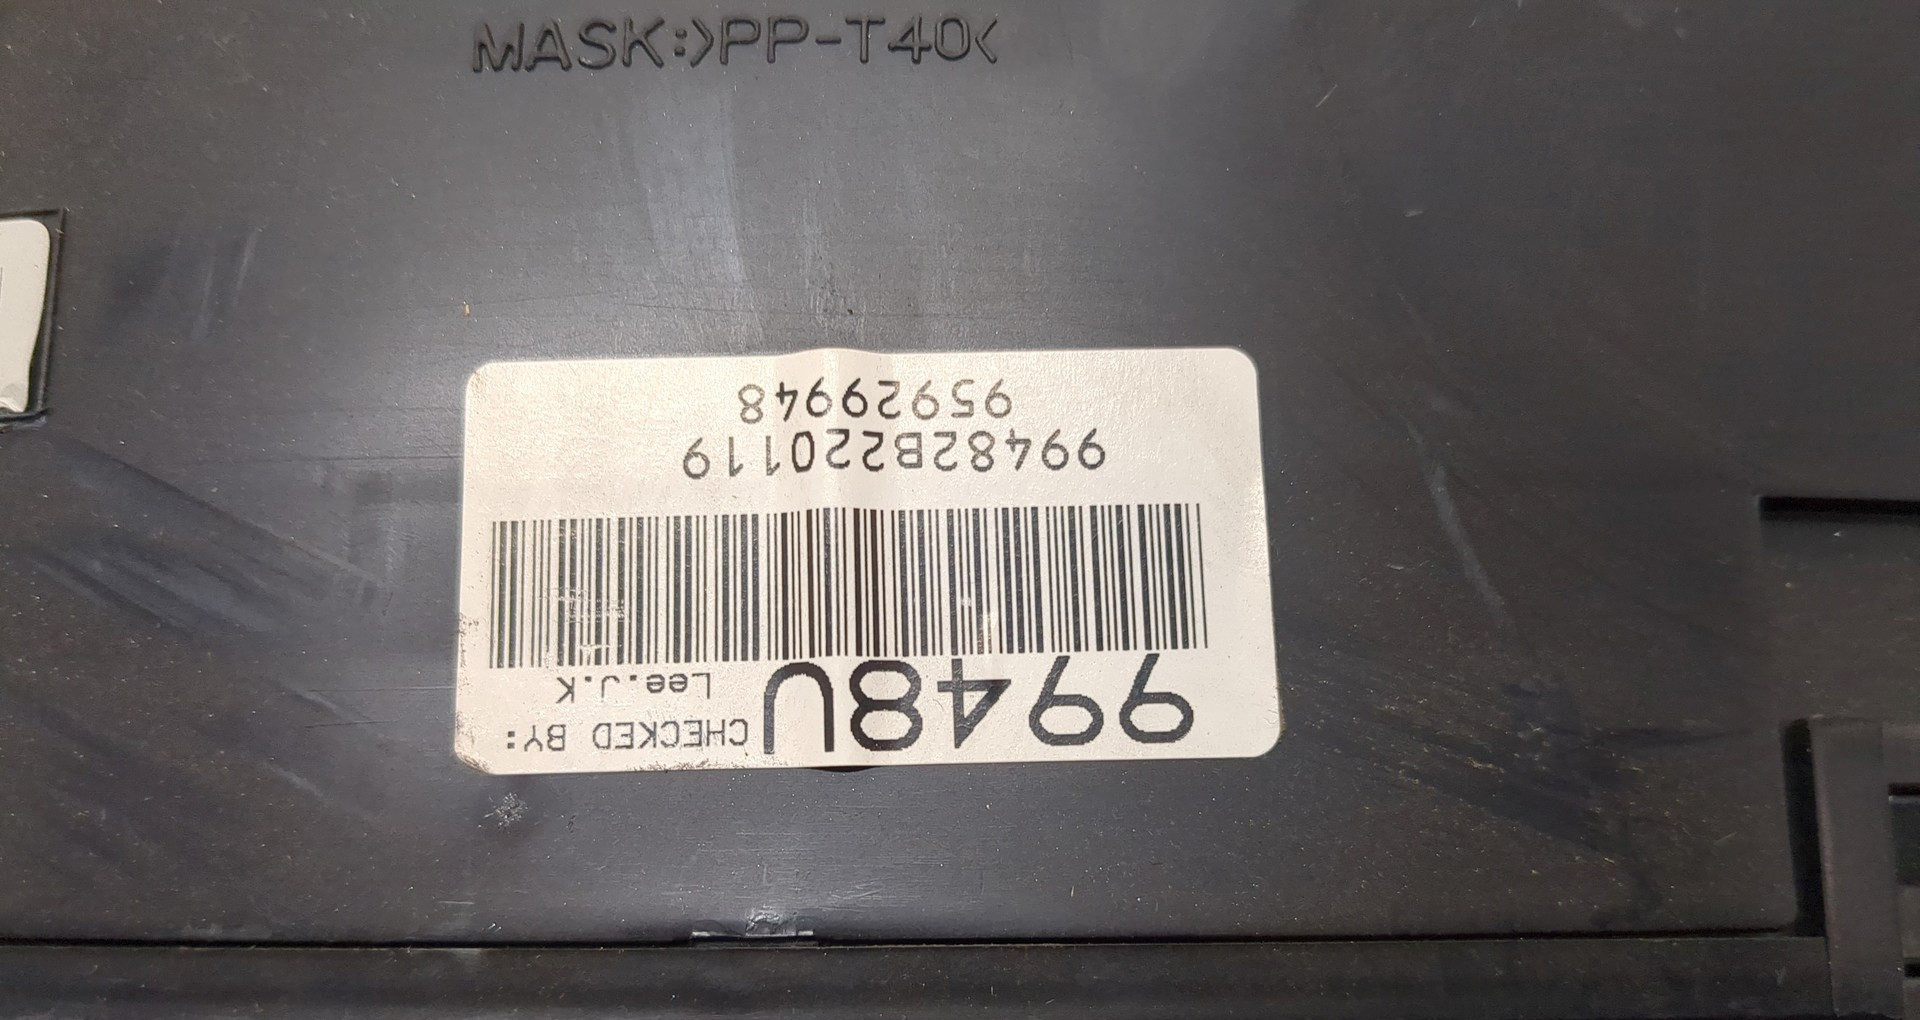 MASK:>PP-T40<
9948U CHECKED BY:
Lee.J.K
99482B220119
95929948